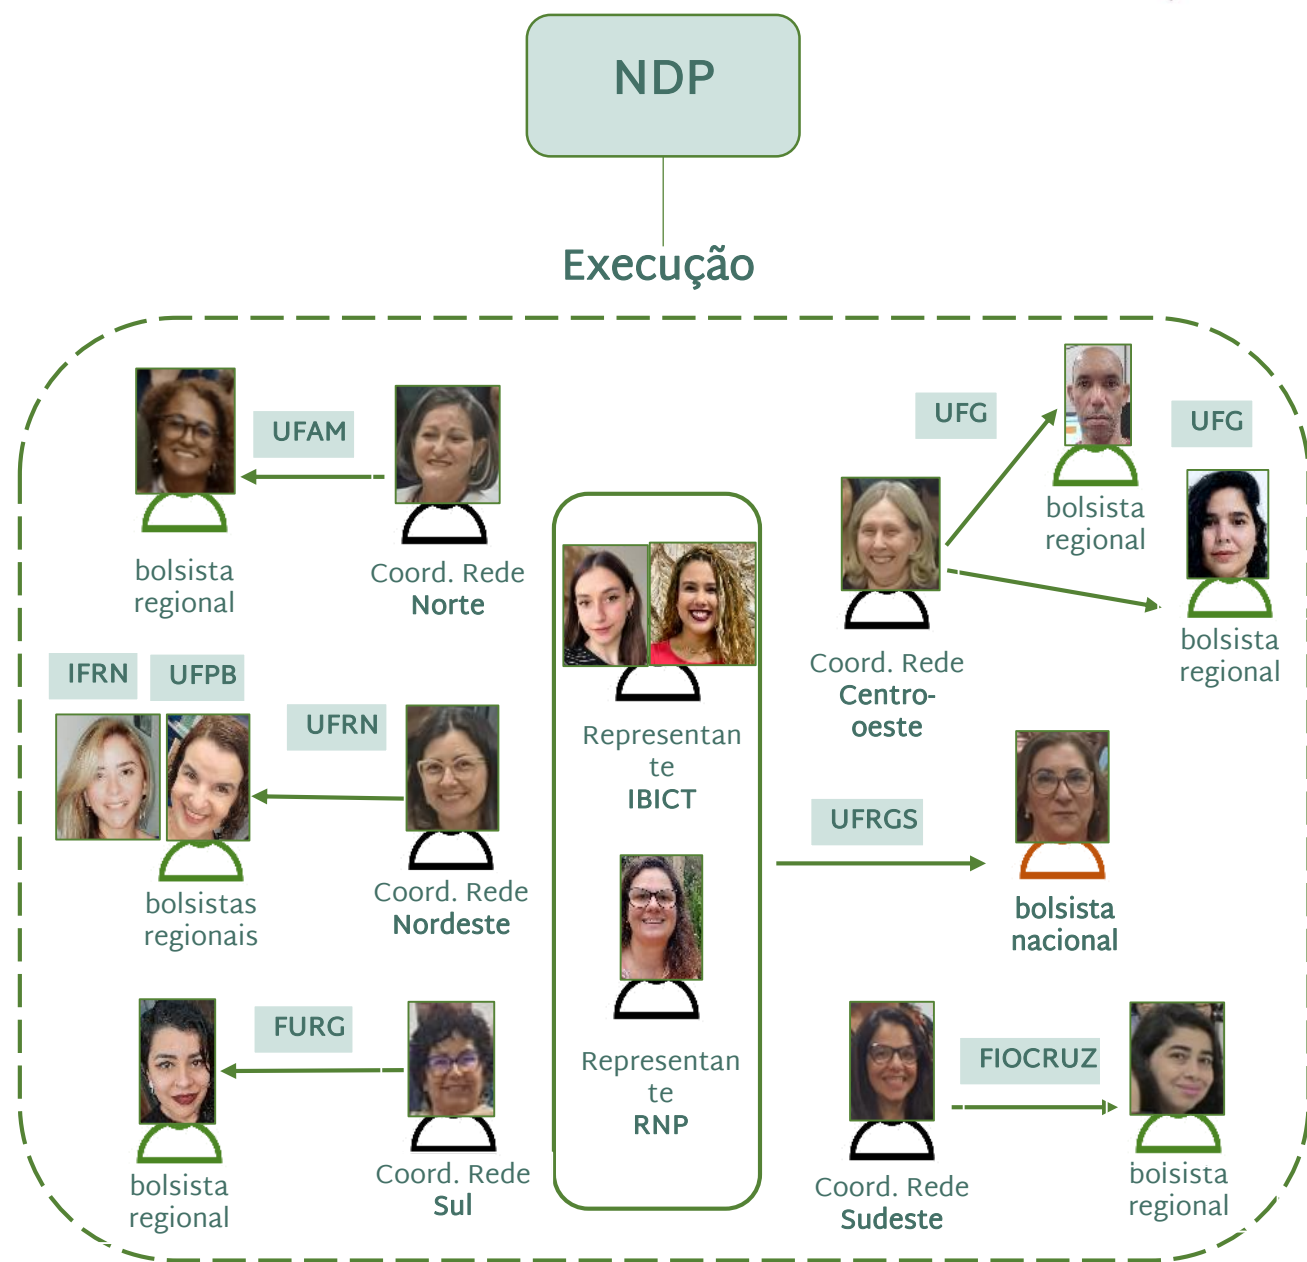 NDP
Execução
UFAM
bolsista
regional
Coord. Rede
Norte
IFRN
UFPB
UFRN
bolsistas
regionais
Coord. Rede
Nordeste
FURG
bolsista
regional
Coord. Rede
Sul
Representan
te
IBICT
Representan
te
RNP
UFG
UFG
bolsista
regional
bolsista
regional
Coord. Rede
Centro-
oeste
UFRGS
bolsista
nacional
FIOCRUZ
Coord. Rede
Sudeste
bolsista
regional